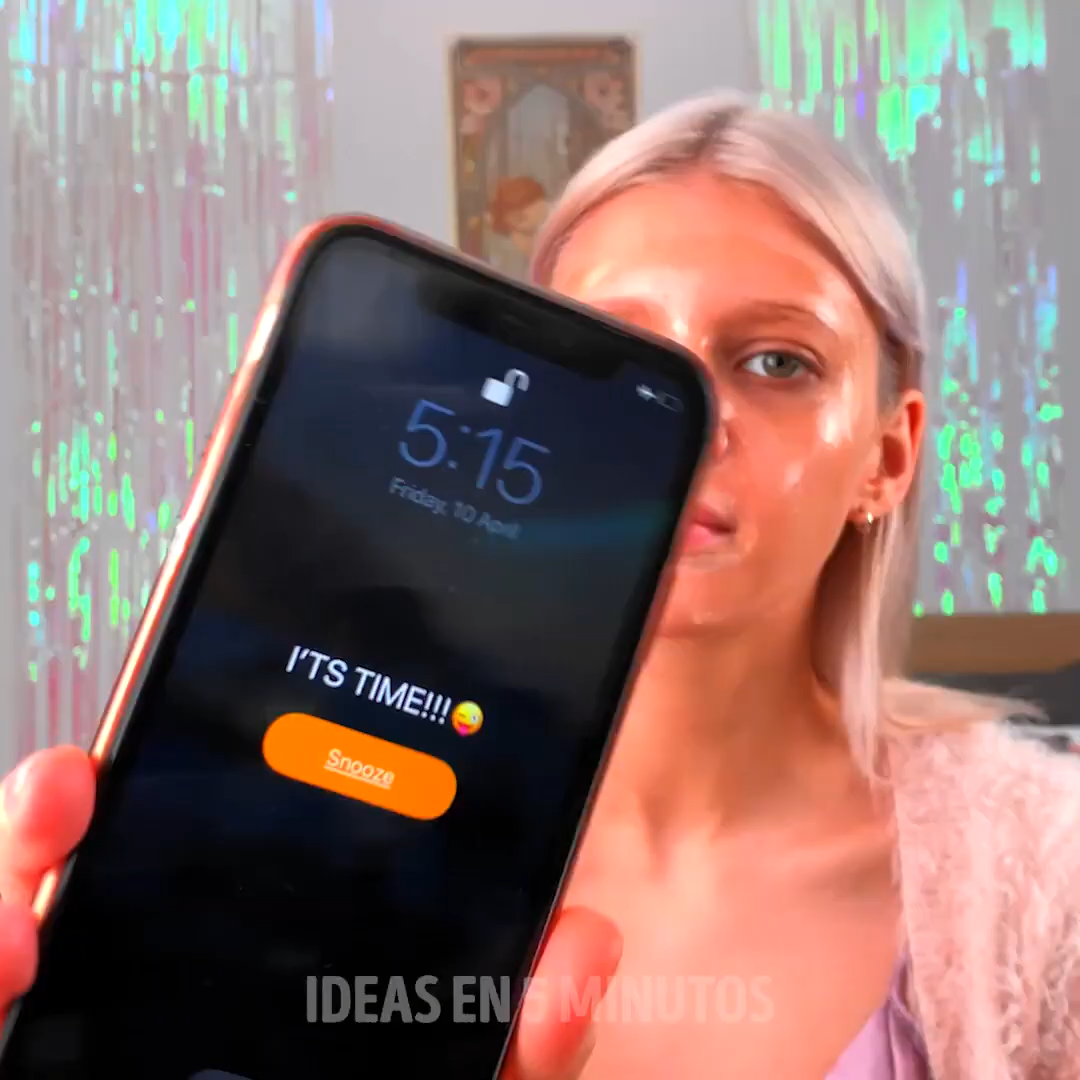 5:15
Friday, 10 April
I'TS TIME!!!😜
Snooze
IDEAS EN 5 MINUTOS